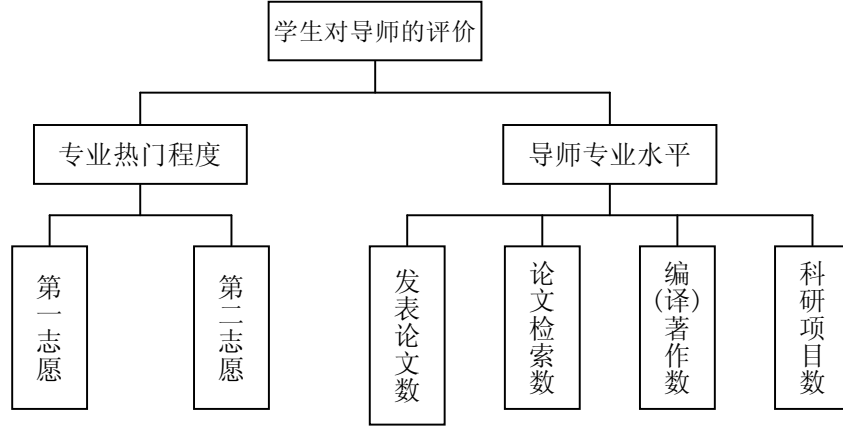 学生对导师的评价
专业热门程度
导师专业水平
第一志愿
第二志愿
发表论文数
论文检索数
编(译)著作数
科研项目数